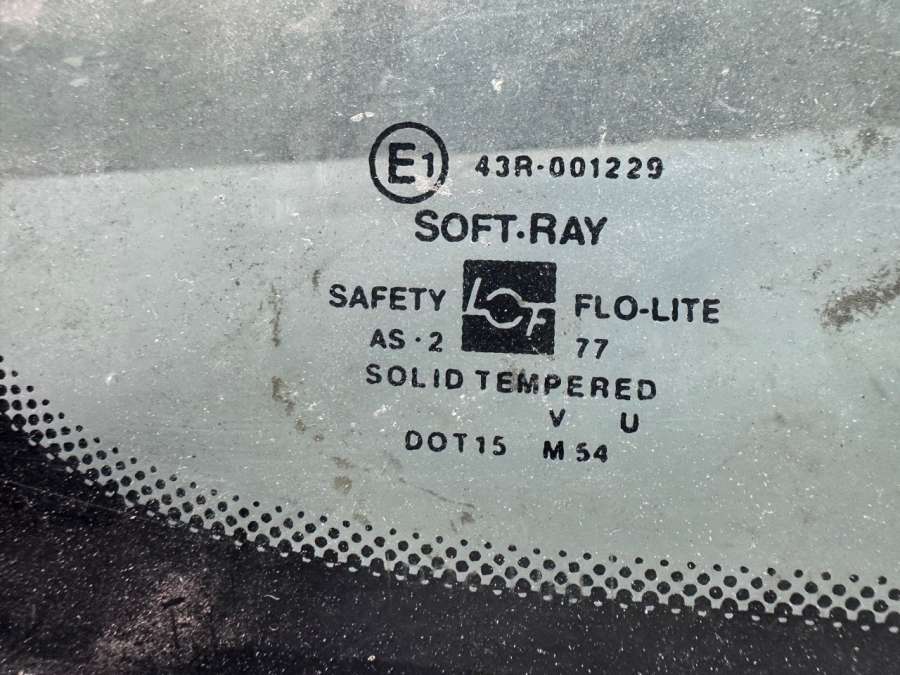 E1 43R-001229
SOFT·RAY
SAFETY LOF FLO-LITE
AS·2 77
SOLID TEMPERED
V U
DOT15 M54